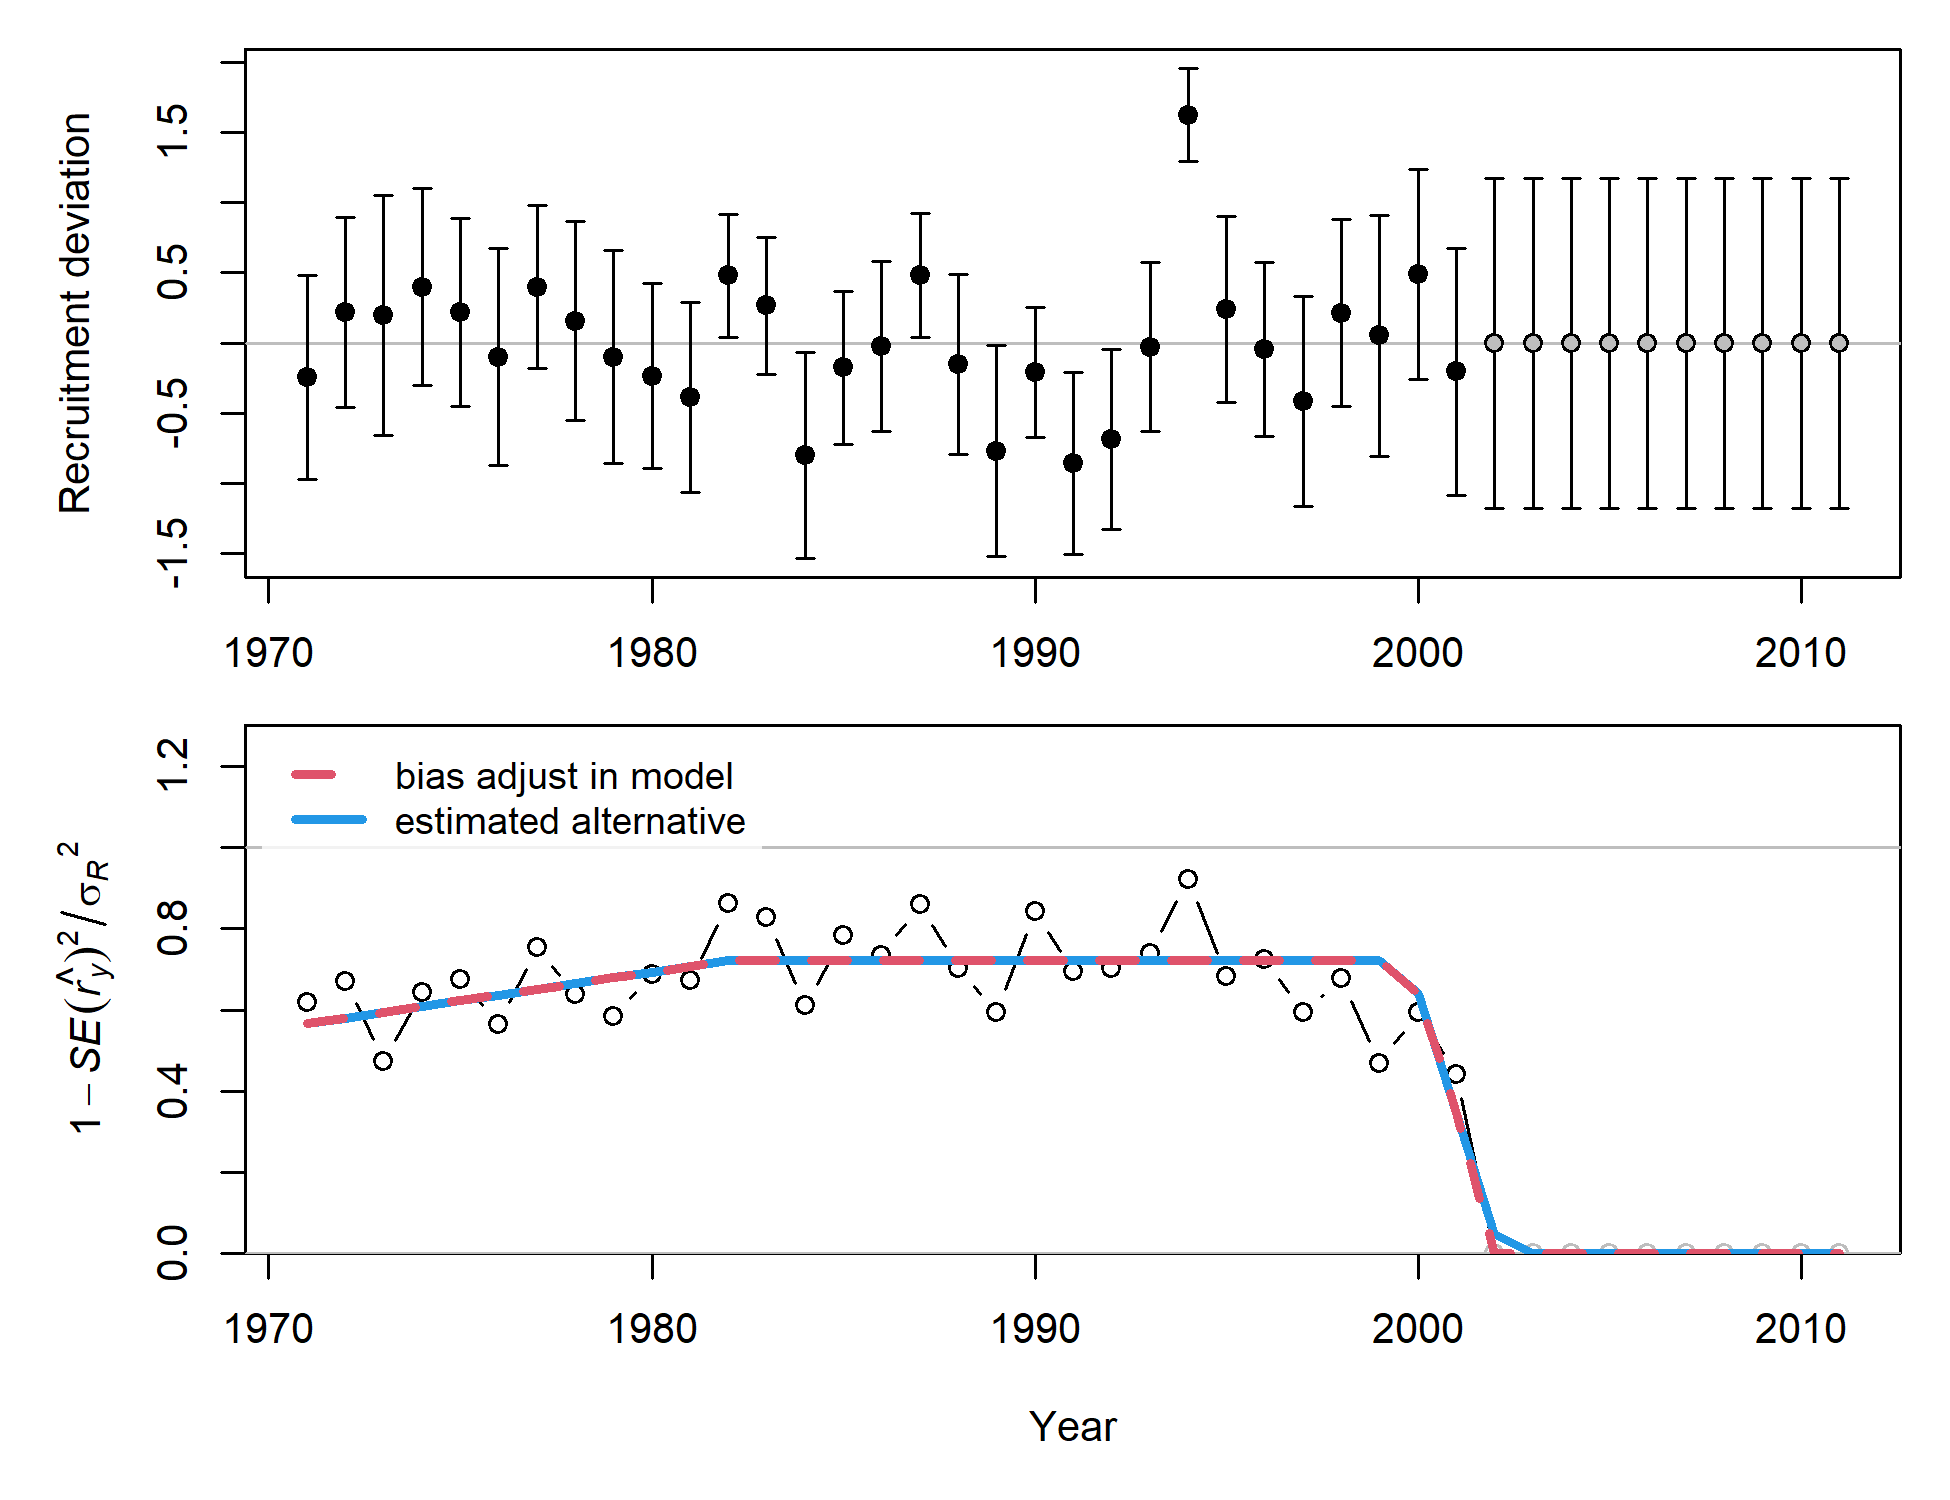 Recruitment deviation
1.5
0.5
-0.5
-1.5
1970 1980 1990 2000 2010
bias adjust in model
estimated alternative
1 − SE(r̂_y)² / σ_R²
1.2
0.8
0.4
0.0
1970 1980 1990 2000 2010
Year